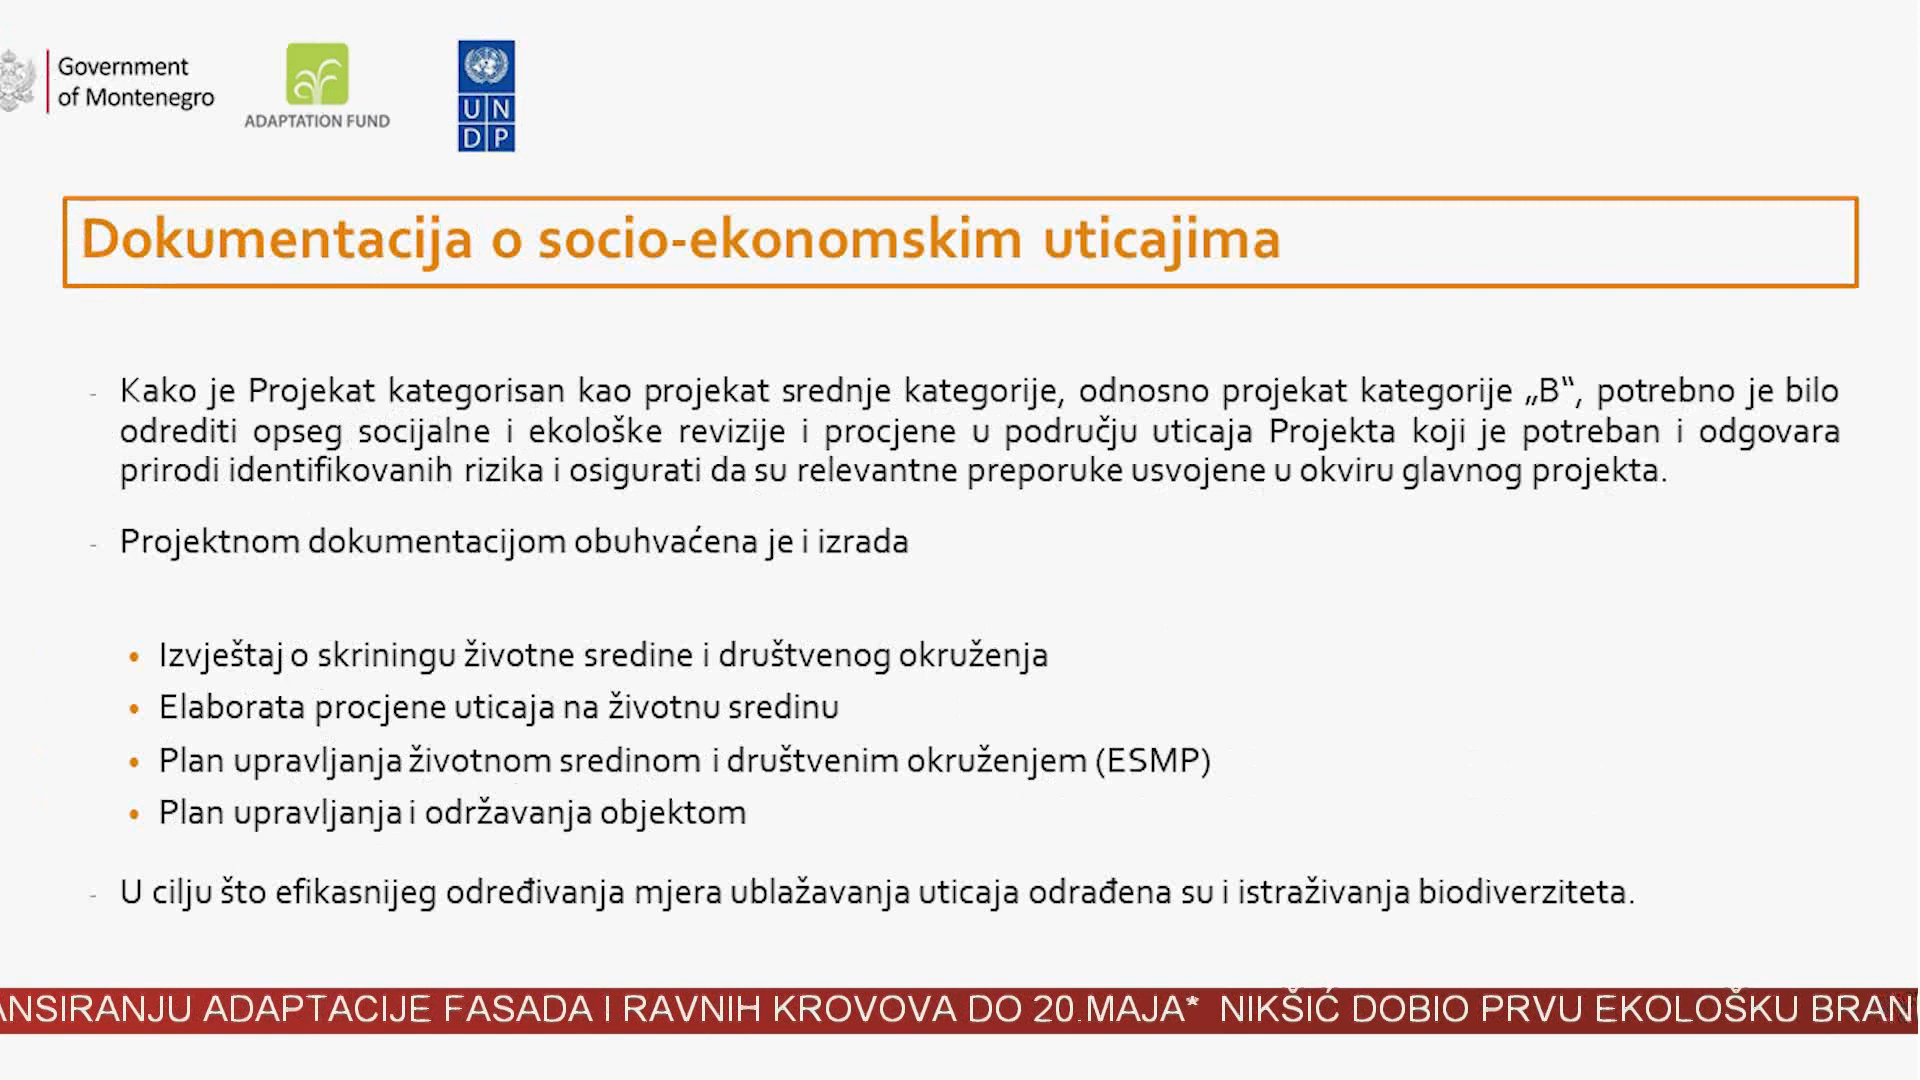 Government
of Montenegro
ADAPTATION FUND
U N
D P
Dokumentacija o socio-ekonomskim uticajima
- Kako je Projekat kategorisan kao projekat srednje kategorije, odnosno projekat kategorije „B“, potrebno je bilo
odrediti opseg socijalne i ekološke revizije i procjene u području uticaja Projekta koji je potreban i odgovara
prirodi identifikovanih rizika i osigurati da su relevantne preporuke usvojene u okviru glavnog projekta.
- Projektnom dokumentacijom obuhvaćena je i izrada
• Izvještaj o skriningu životne sredine i društvenog okruženja
• Elaborata procjene uticaja na životnu sredinu
• Plan upravljanja životnom sredinom i društvenim okruženjem (ESMP)
• Plan upravljanja i održavanja objektom
- U cilju što efikasnijeg određivanja mjera ublažavanja uticaja odrađena su i istraživanja biodiverziteta.
ANSIRANJU ADAPTACIJE FASADA I RAVNIH KROVOVA DO 20.MAJA* NIKŠIĆ DOBIO PRVU EKOLOŠKU BRAN